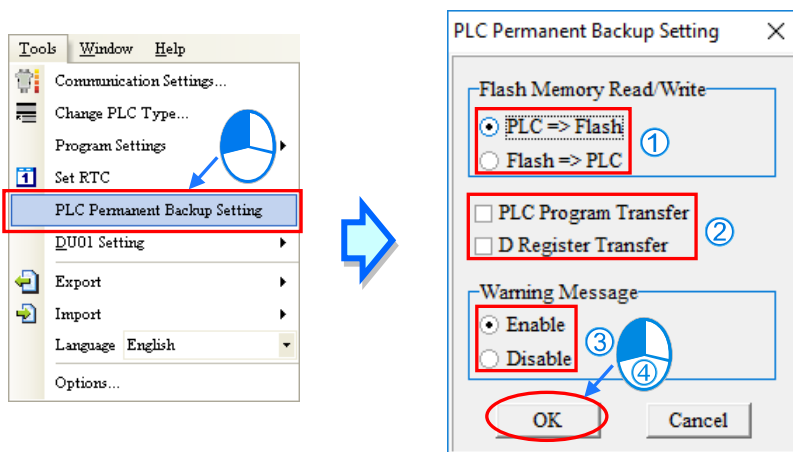 Tools Window Help
Communication Settings...
Change PLC Type...
Program Settings
1 Set RTC
PLC Permanent Backup Setting
DU01 Setting
Export
Import
Language English
Options...
PLC Permanent Backup Setting
Flash Memory Read/Write
PLC => Flash
1
Flash => PLC
PLC Program Transfer
2
D Register Transfer
Warning Message
Enable
3
Disable
4
OK Cancel